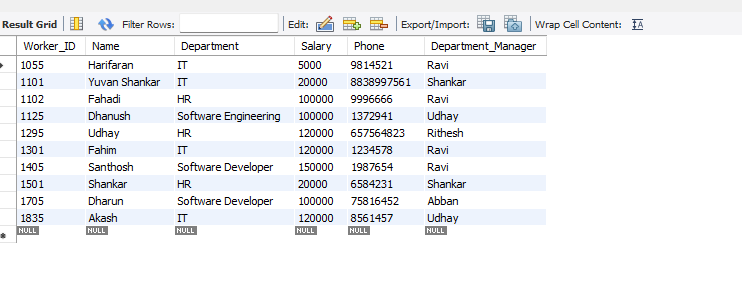 Result Grid Filter Rows: Edit: Export/Import: Wrap Cell Content:
Worker_ID Name Department Salary Phone Department_Manager
1055 Harifaran IT 5000 9814521 Ravi
1101 Yuvan Shankar IT 20000 8838997561 Shankar
1102 Fahadi HR 100000 9996666 Ravi
1125 Dhanush Software Engineering 100000 1372941 Udhay
1295 Udhay HR 120000 657564823 Rithesh
1301 Fahim IT 120000 1234578 Ravi
1405 Santhosh Software Developer 150000 1987654 Ravi
1501 Shankar HR 20000 6584231 Shankar
1705 Dharun Software Developer 100000 75816452 Abban
1835 Akash IT 120000 8561457 Udhay
NULL NULL NULL NULL NULL NULL